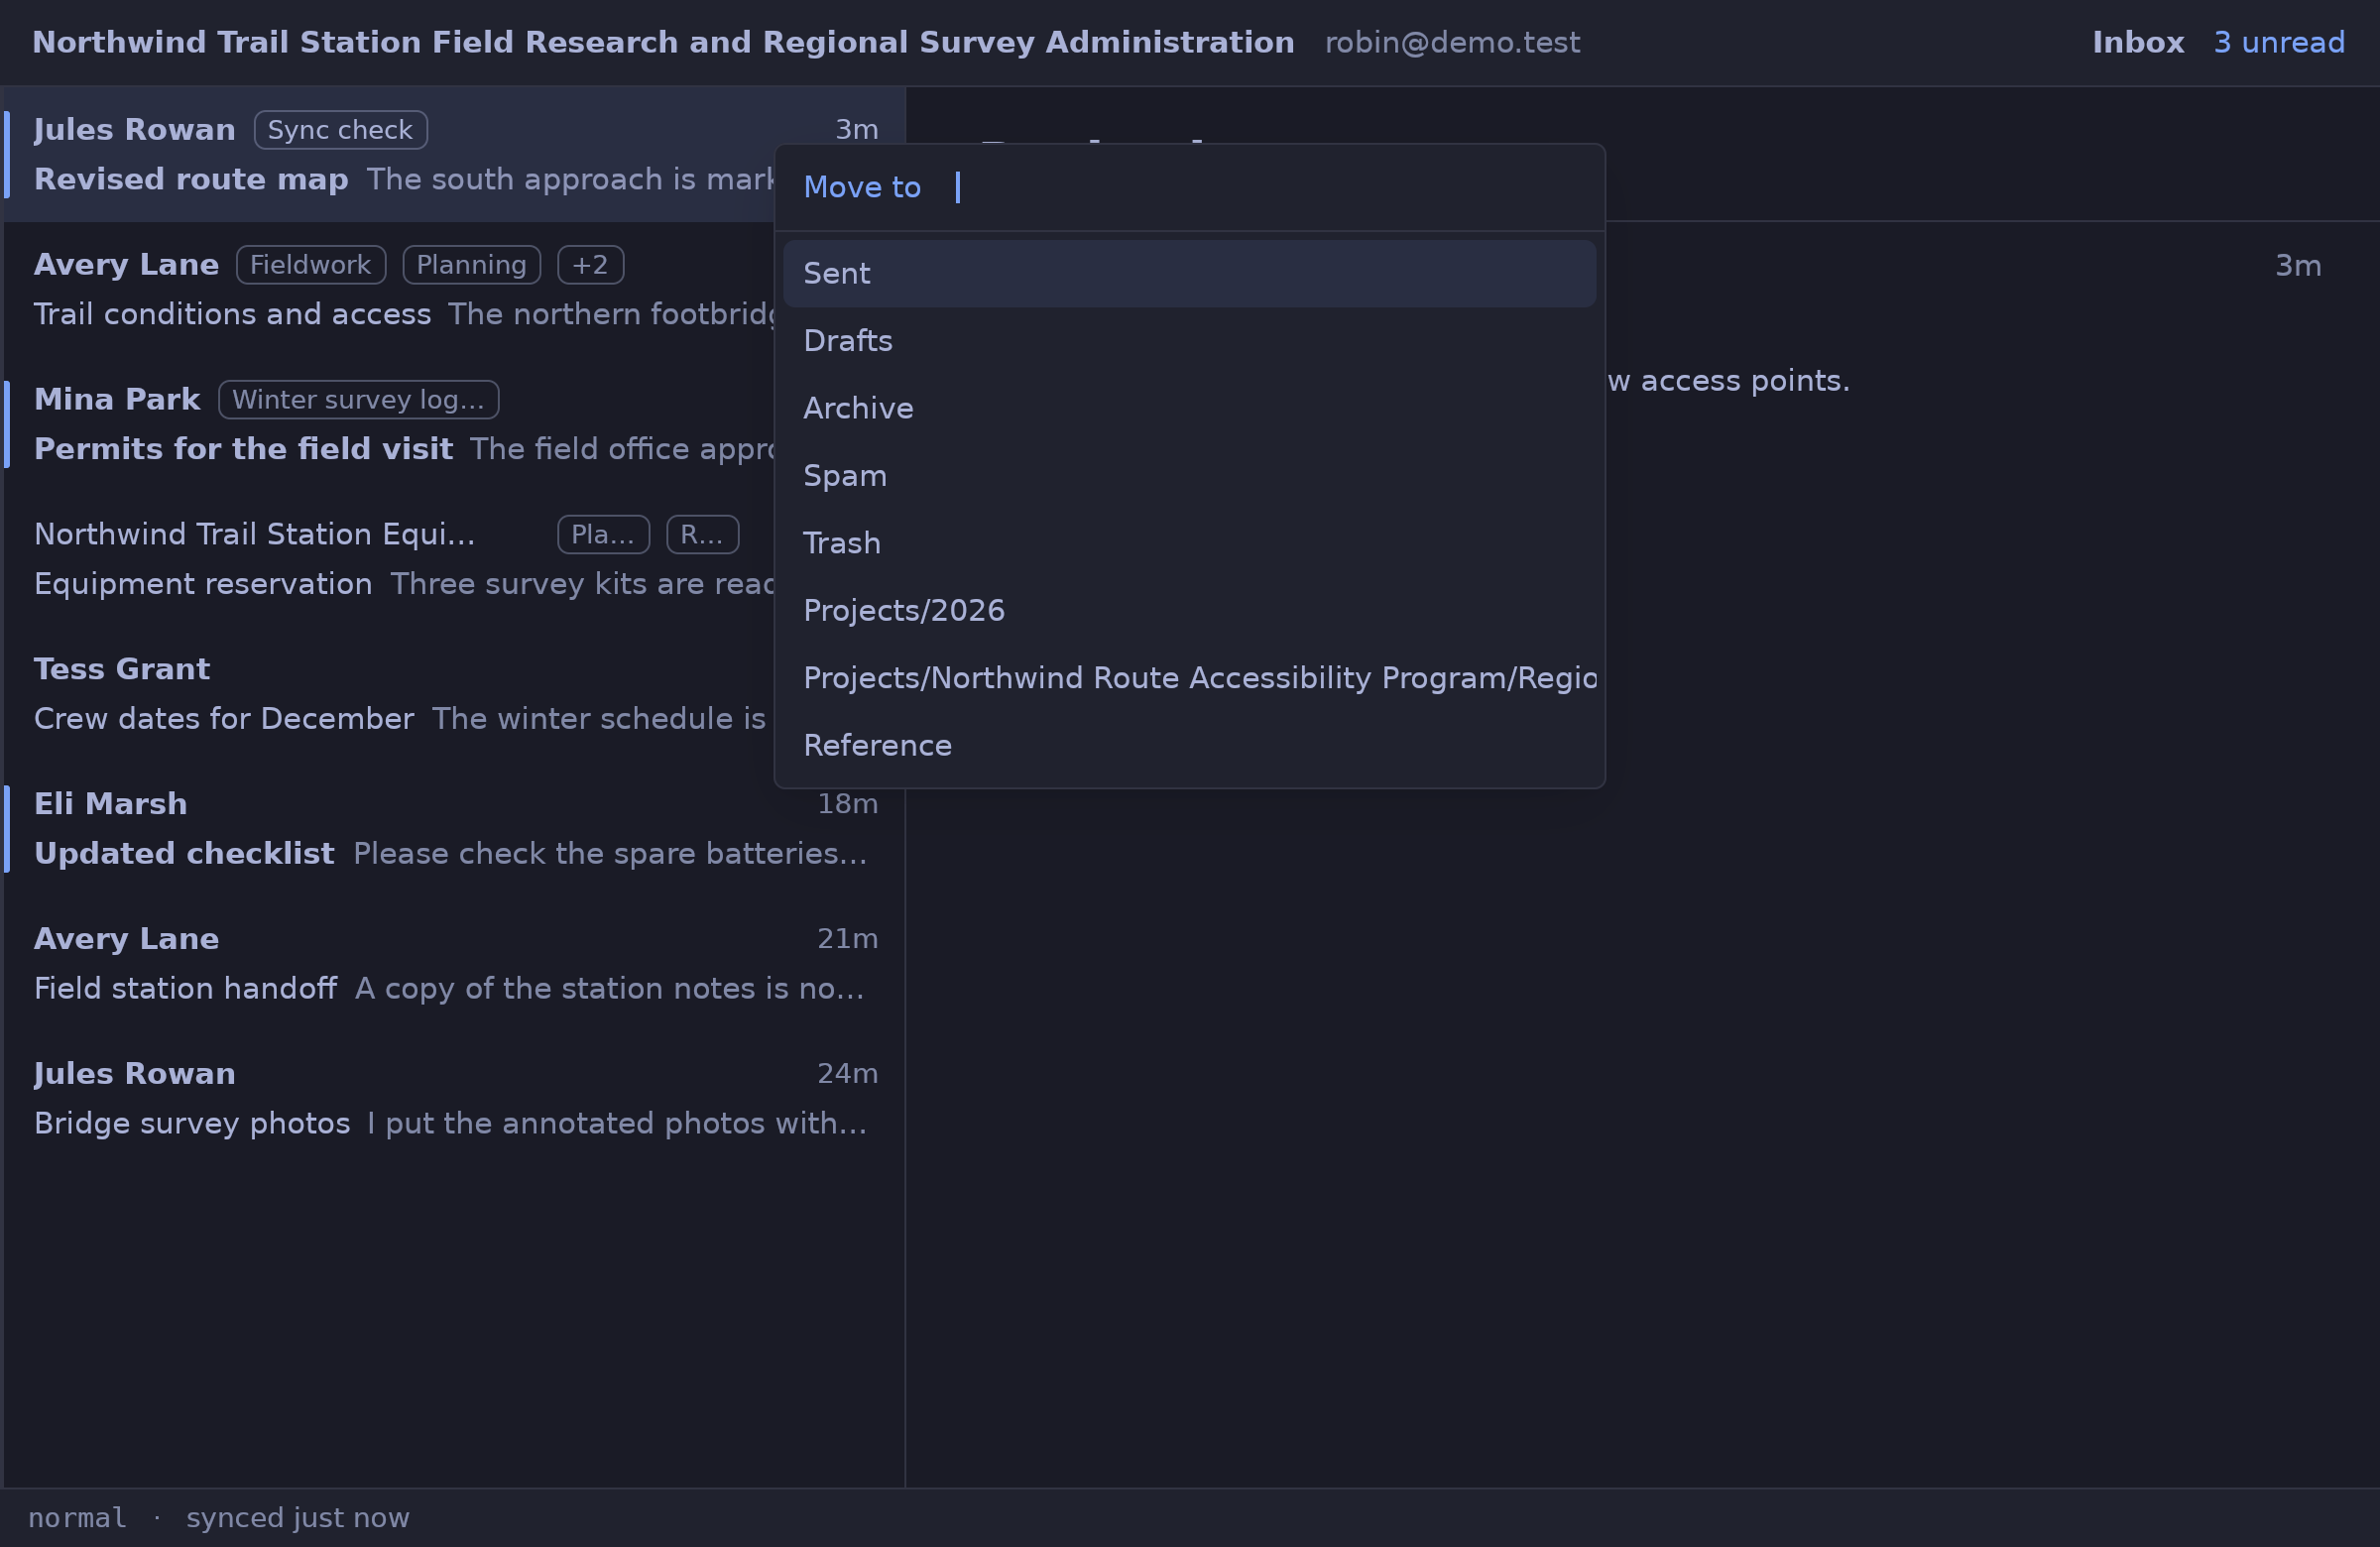 Northwind Trail Station Field Research and Regional Survey Administration robin@demo.test Inbox 3 unread
Jules Rowan Sync check 3m
Revised route map The south approach is mark
Avery Lane Fieldwork Planning +2
Trail conditions and access The northern footbridg
Mina Park Winter survey log…
Permits for the field visit The field office appro
Northwind Trail Station Equi… Pla… R…
Equipment reservation Three survey kits are read
Tess Grant
Crew dates for December The winter schedule is
Eli Marsh 18m
Updated checklist Please check the spare batteries…
Avery Lane 21m
Field station handoff A copy of the station notes is no…
Jules Rowan 24m
Bridge survey photos I put the annotated photos with…
Move to
Sent
Drafts
Archive
Spam
Trash
Projects/2026
Projects/Northwind Route Accessibility Program/Regio
Reference
3m
w access points.
normal · synced just now